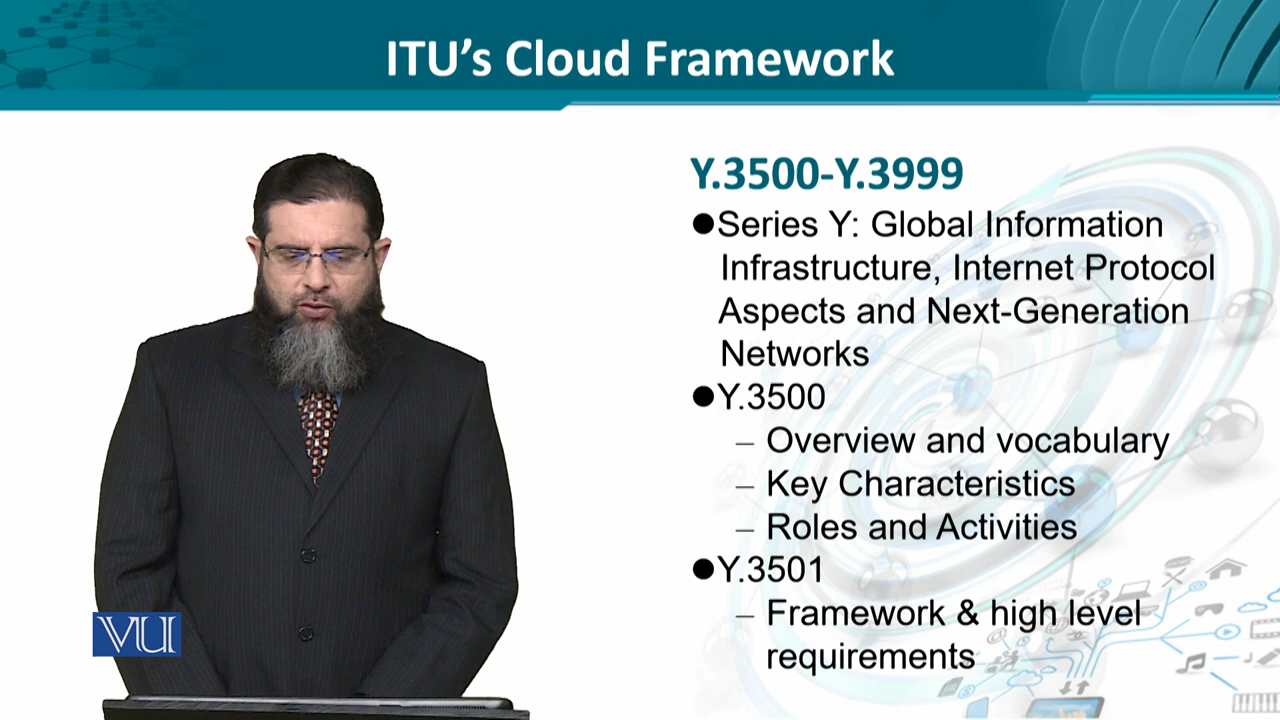 ITU's Cloud Framework
Y.3500-Y.3999
●Series Y: Global Information
Infrastructure, Internet Protocol
Aspects and Next-Generation
Networks
●Y.3500
– Overview and vocabulary
– Key Characteristics
– Roles and Activities
●Y.3501
– Framework & high level
requirements
VU